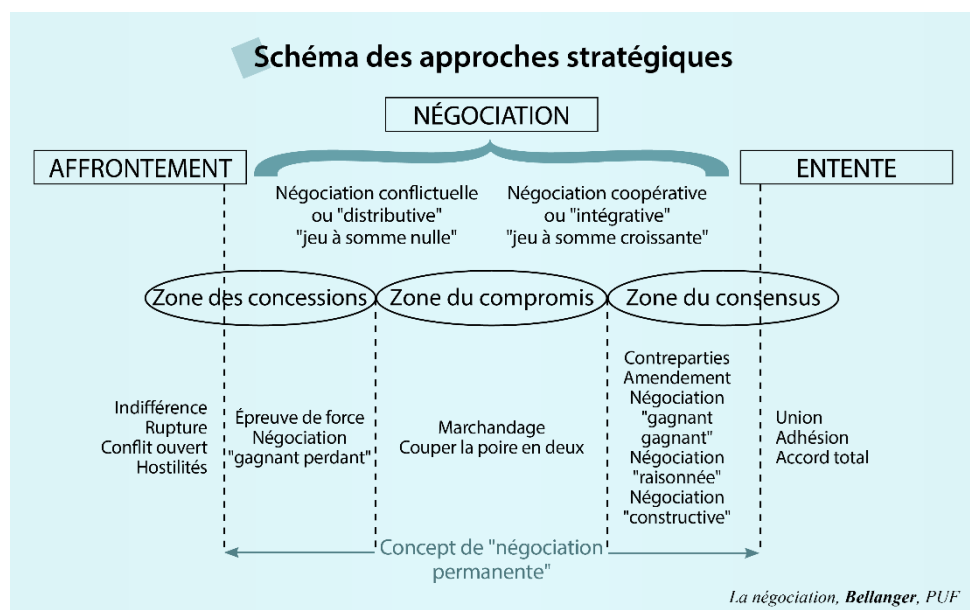 Schéma des approches stratégiques
NÉGOCIATION
AFFRONTEMENT
ENTENTE
Négociation conflictuelle
ou "distributive"
"jeu à somme nulle"
Négociation coopérative
ou "intégrative"
"jeu à somme croissante"
Zone des concessions
Zone du compromis
Zone du consensus
Indifférence
Rupture
Conflit ouvert
Hostilités
Épreuve de force
Négociation
"gagnant perdant"
Marchandage
Couper la poire en deux
Contreparties
Amendement
Négociation
"gagnant
gagnant"
Négociation
"raisonnée"
Négociation
"constructive"
Union
Adhésion
Accord total
Concept de "négociation
permanente"
La négociation, Bellanger, PUF